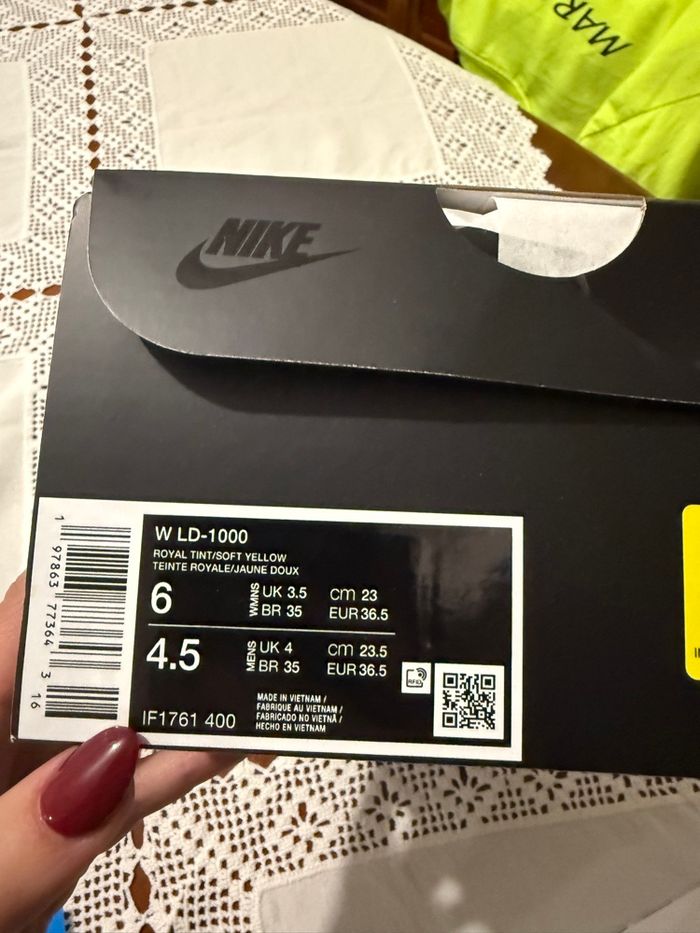 MAR
NIKE
W LD-1000
ROYAL TINT/SOFT YELLOW
TEINTE ROYALE/JAUNE DOUX
6 WMNS UK 3.5 cm 23
BR 35 EUR 36.5
4.5 MENS UK 4 cm 23.5
BR 35 EUR 36.5
RFID
MADE IN VIETNAM /
FABRIQUE AU VIETNAM /
FABRICADO NO VIETNÃ /
HECHO EN VIETNAM
IF1761 400
1 97863 77364 3 16